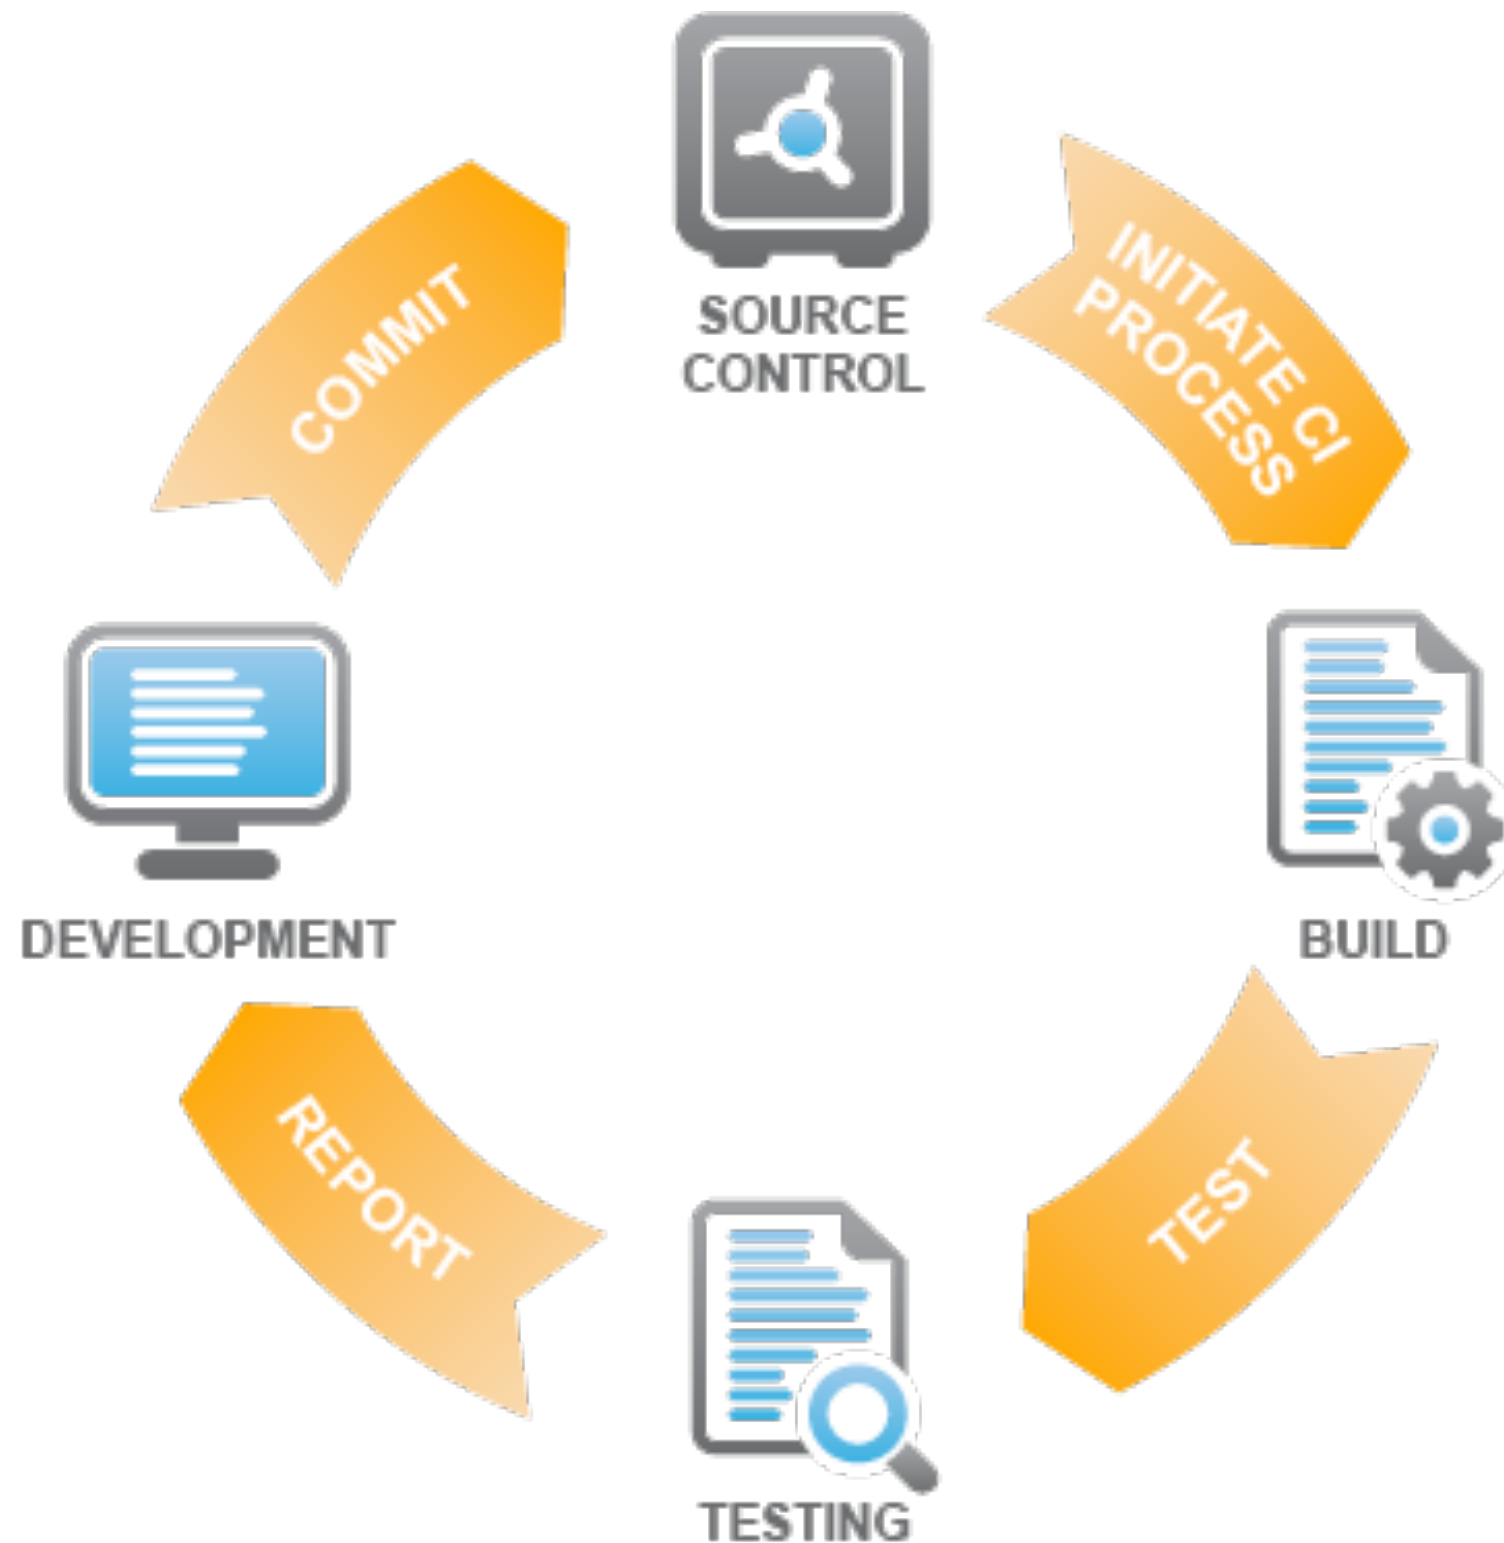 SOURCE
CONTROL
INITIATE CI
PROCESS
COMMIT
DEVELOPMENT
BUILD
REPORT
TEST
TESTING